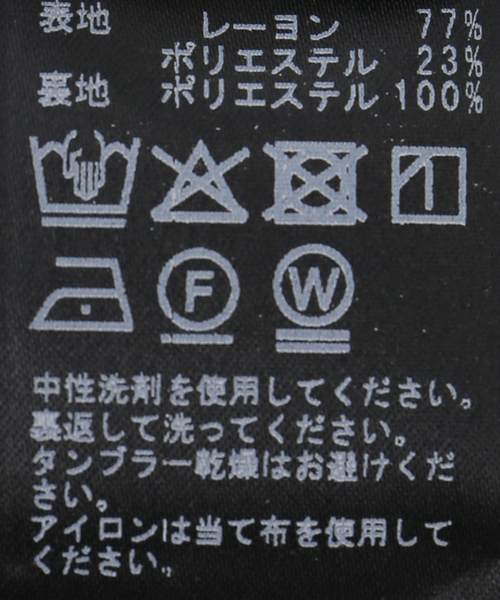 表地 レーヨン 77%
ポリエステル 23%
裏地 ポリエステル 100%
F W
中性洗剤を使用してください。
裏返して洗ってください。
タンブラー乾燥はお避けくだ
さい。
アイロンは当て布を使用して
ください。